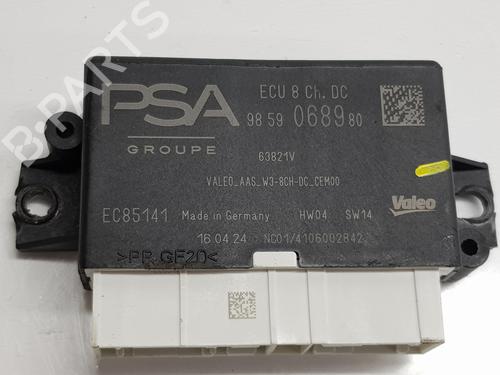 B-PARTS
PSA
GROUPE
ECU 8 Ch. DC
98 59 0689 80
63821V
VALEO_AAS_W3-8CH-DC_CEM00
EC85141 Made in Germany HW04 SW14
Valeo
16.04.24 NC01/4106002842
>PP GF20<